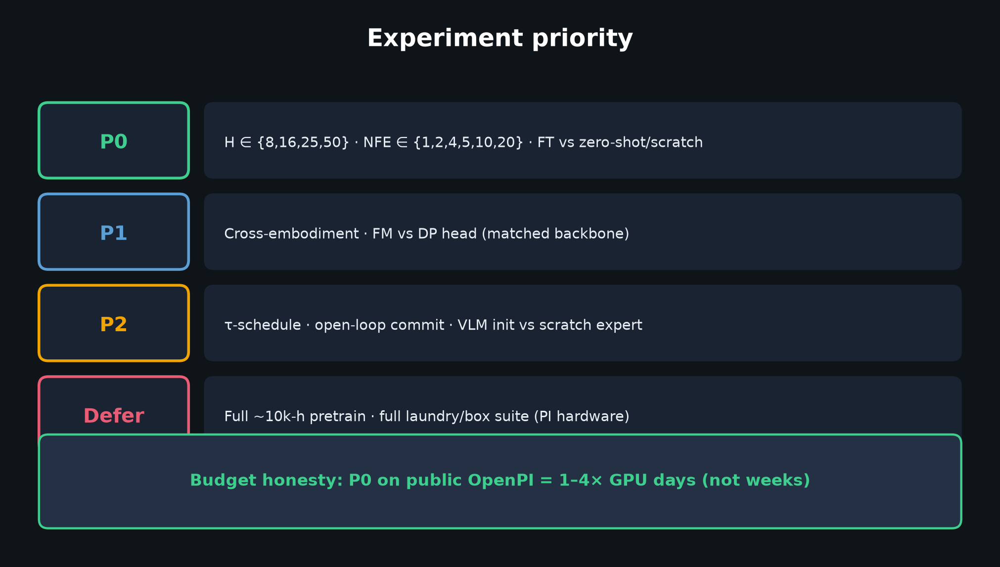 Experiment priority
P0
H ∈ {8,16,25,50} · NFE ∈ {1,2,4,5,10,20} · FT vs zero-shot/scratch
P1
Cross-embodiment · FM vs DP head (matched backbone)
P2
τ-schedule · open-loop commit · VLM init vs scratch expert
Defer
Full ~10k-h pretrain · full laundry/box suite (PI hardware)
Budget honesty: P0 on public OpenPI = 1–4× GPU days (not weeks)